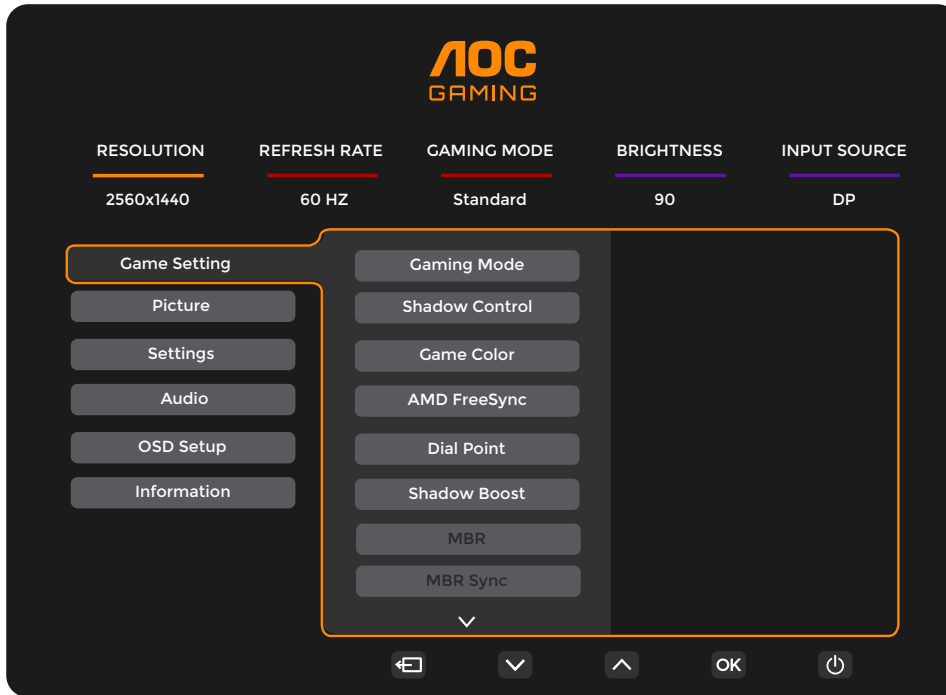 AOC
GAMING
RESOLUTION REFRESH RATE GAMING MODE BRIGHTNESS INPUT SOURCE
2560x1440 60 HZ Standard 90 DP
Game Setting
Picture
Settings
Audio
OSD Setup
Information
Gaming Mode
Shadow Control
Game Color
AMD FreeSync
Dial Point
Shadow Boost
MBR
MBR Sync
OK